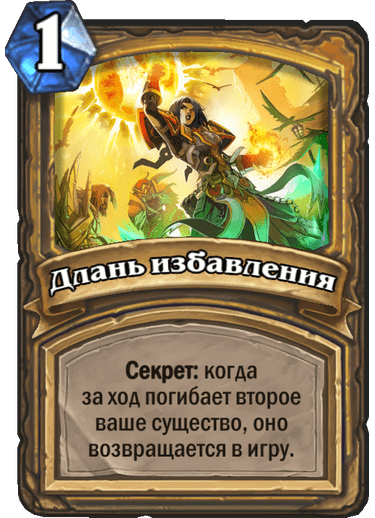 1
Длань избавления
Секрет: когда
за ход погибает второе
ваше существо, оно
возвращается в игру.